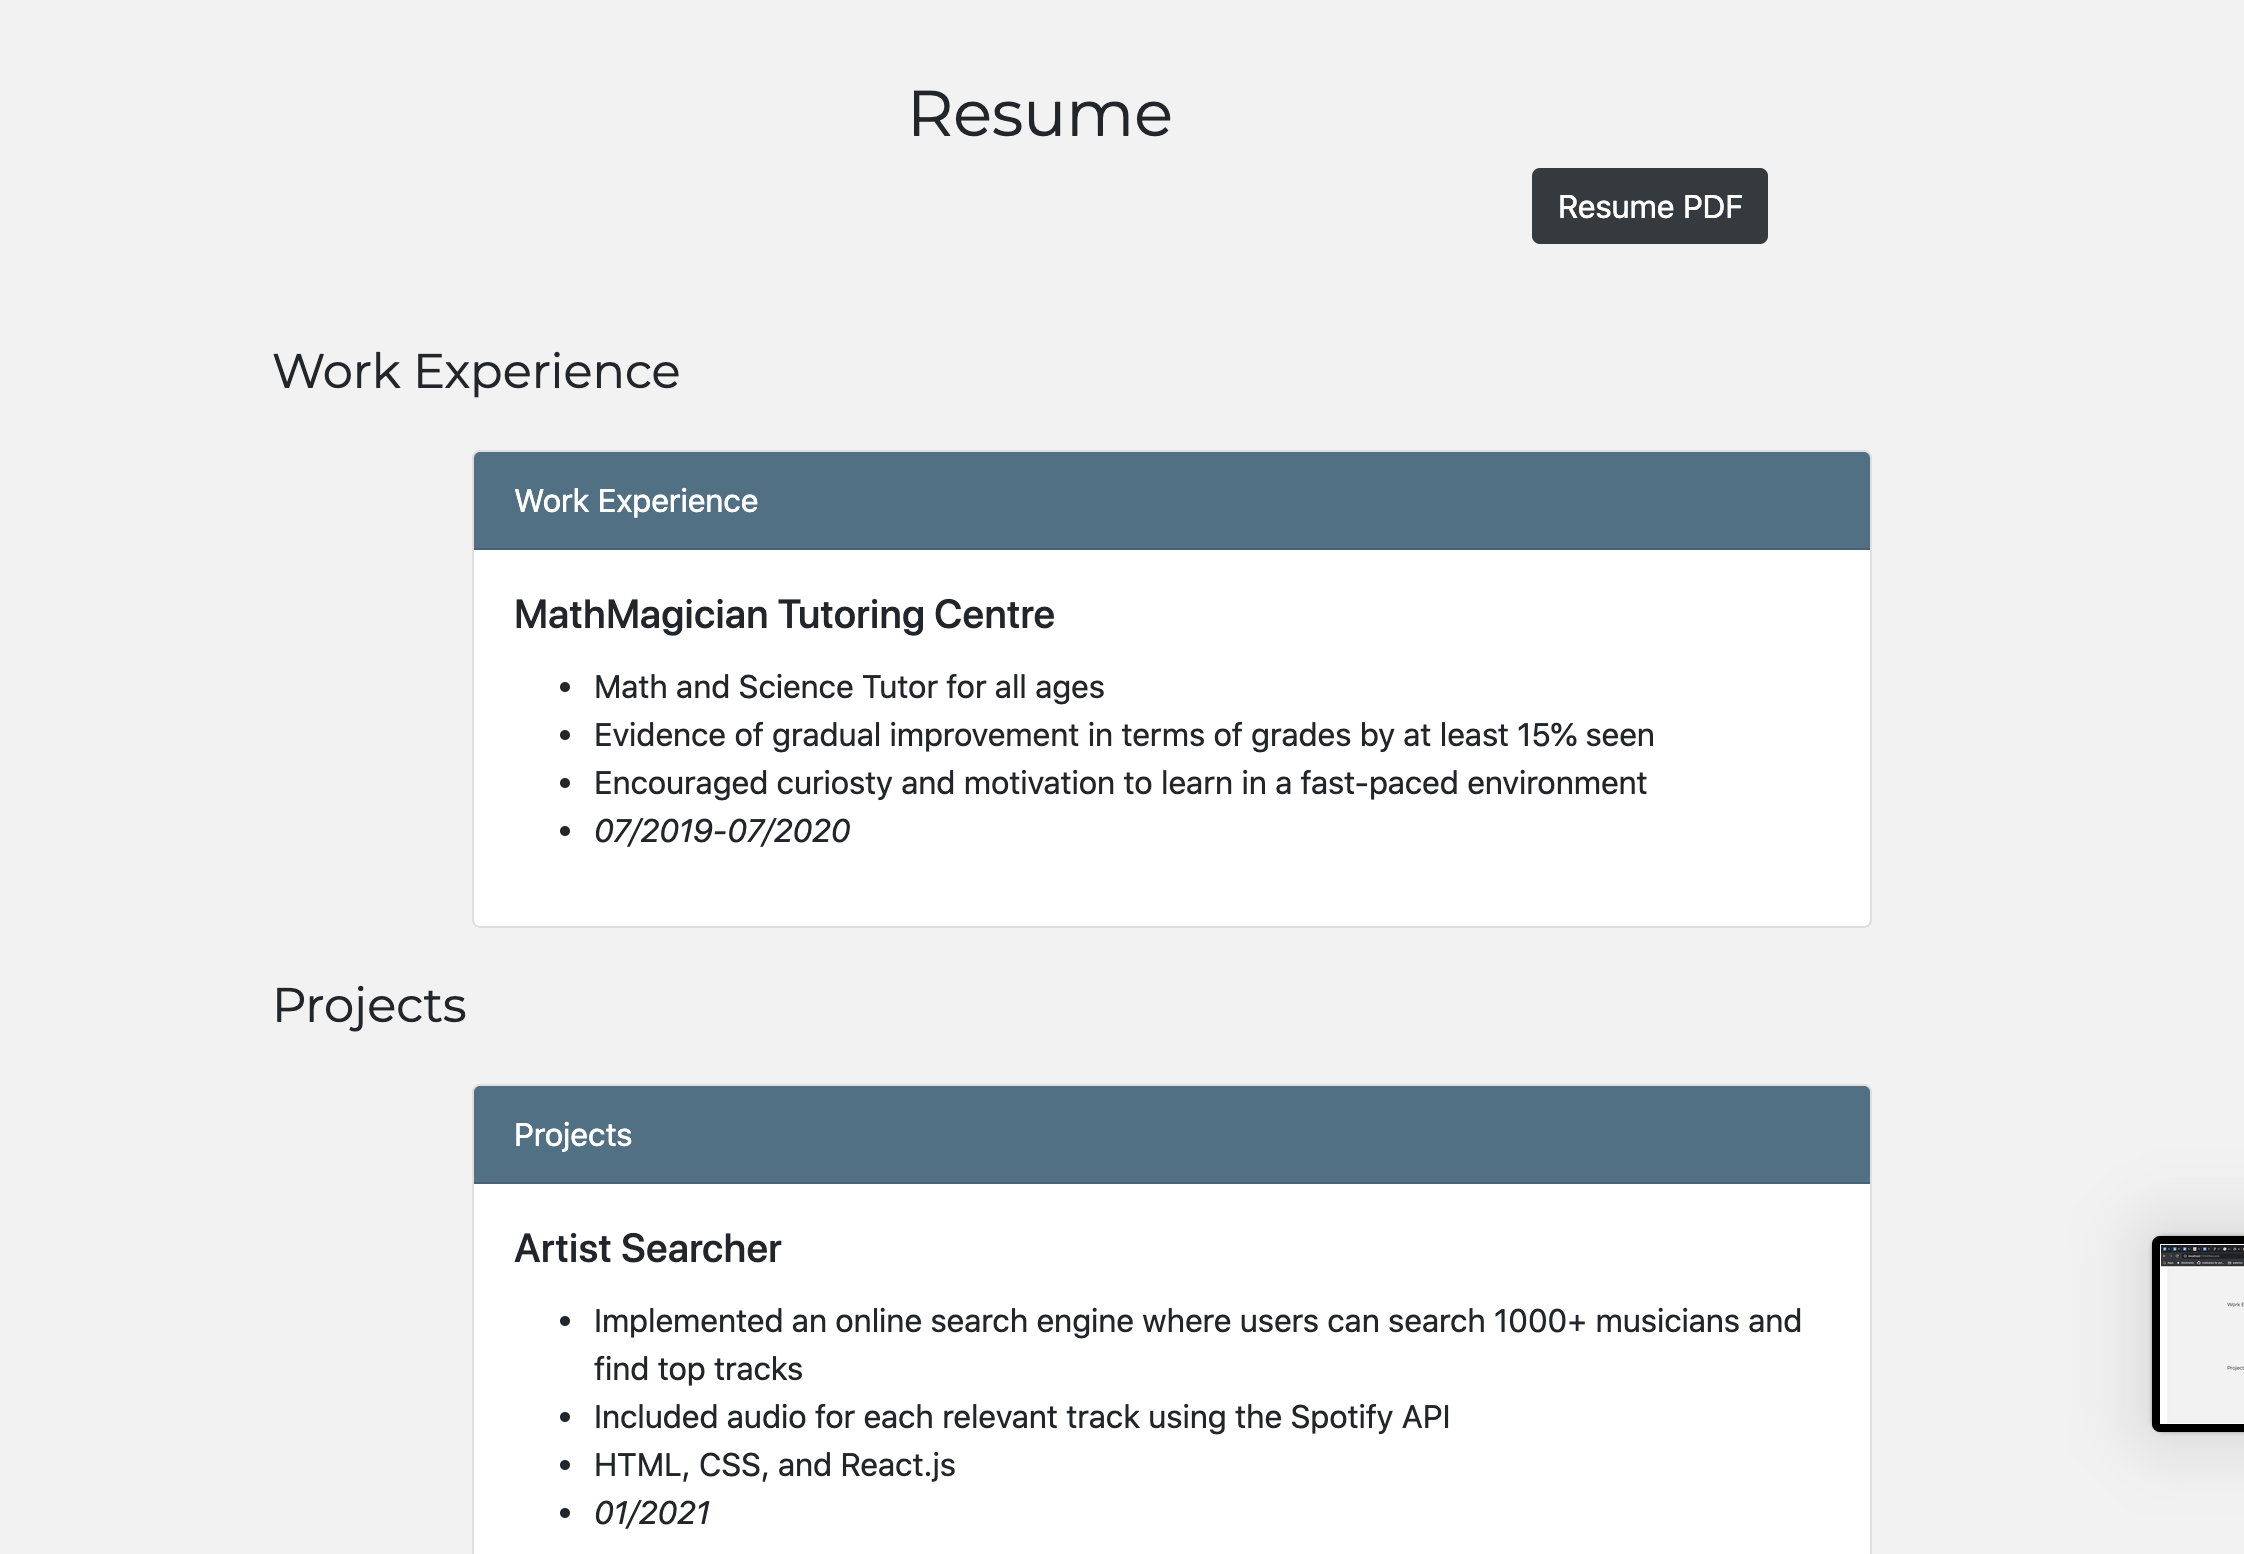 Resume
Resume PDF
Work Experience
Work Experience
MathMagician Tutoring Centre
Math and Science Tutor for all ages
Evidence of gradual improvement in terms of grades by at least 15% seen
Encouraged curiosty and motivation to learn in a fast-paced environment
07/2019-07/2020
Projects
Projects
Artist Searcher
Implemented an online search engine where users can search 1000+ musicians and
find top tracks
Included audio for each relevant track using the Spotify API
HTML, CSS, and React.js
01/2021